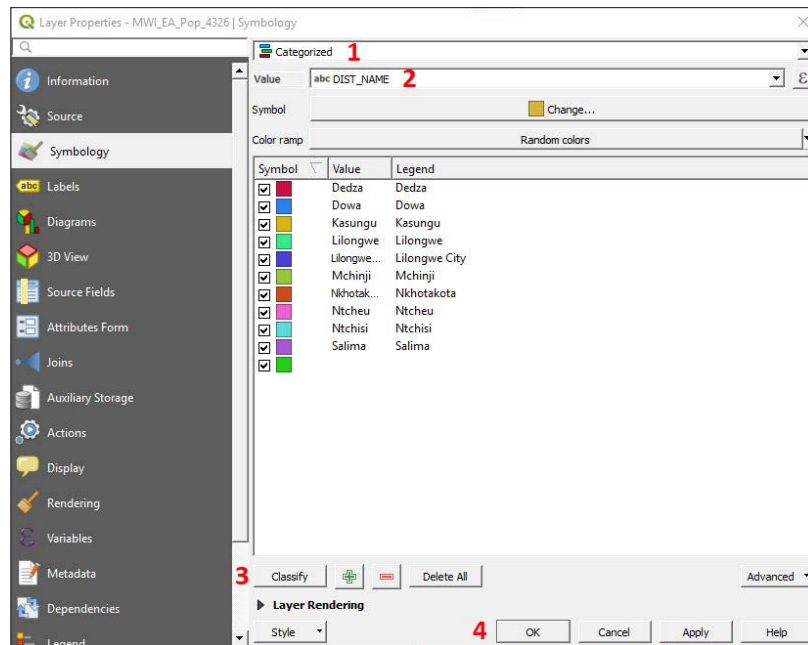 Layer Properties - MWI_EA_Pop_4326 | Symbology
Information
Source
Symbology
abc Labels
Diagrams
3D View
Source Fields
Attributes Form
Joins
Auxiliary Storage
Actions
Display
Rendering
Variables
Metadata
Dependencies
Legend
Categorized 1
Value abc DIST_NAME 2 ε
Symbol Change...
Color ramp Random colors
Symbol Value Legend
Dedza Dedza
Dowa Dowa
Kasungu Kasungu
Lilongwe Lilongwe
Lilongwe... Lilongwe City
Mchinji Mchinji
Nkhotak... Nkhotakota
Ntcheu Ntcheu
Ntchisi Ntchisi
Salima Salima
3 Classify Delete All Advanced
Layer Rendering
Style 4 OK Cancel Apply Help